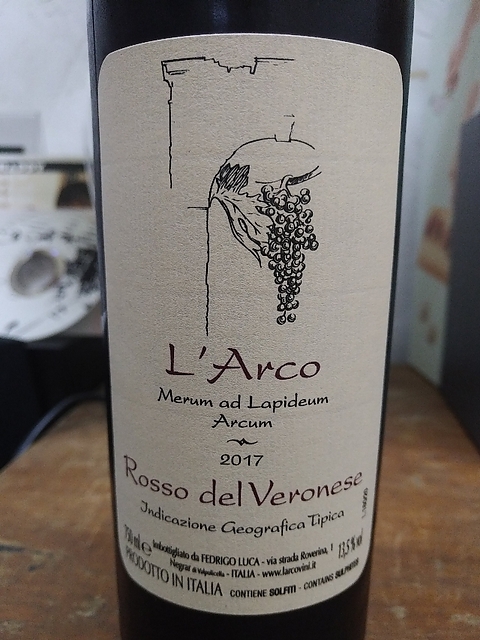 L'Arco
Merum ad Lapideum
Arcum
2017
Rosso del Veronese
Indicazione Geografica Tipica
750 ml e imbottigliato da FEDRIGO LUCA - via strada Roverina, 1 13,5% vol
Negrar di Valpolicella - ITALIA - www.larcovini.it
PRODOTTO IN ITALIA CONTIENE SOLFITI - CONTAINS SULPHITES